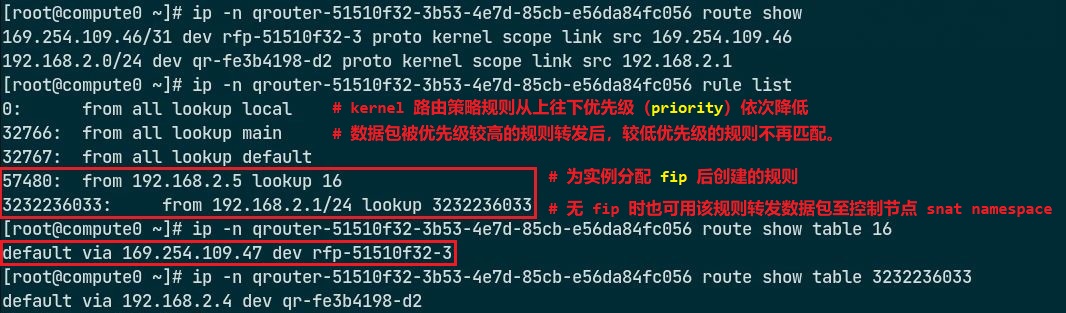 [root@compute0 ~]# ip -n qrouter-51510f32-3b53-4e7d-85cb-e56da84fc056 route show
169.254.109.46/31 dev rfp-51510f32-3 proto kernel scope link src 169.254.109.46
192.168.2.0/24 dev qr-fe3b4198-d2 proto kernel scope link src 192.168.2.1
[root@compute0 ~]# ip -n qrouter-51510f32-3b53-4e7d-85cb-e56da84fc056 rule list
0:      from all lookup local   # kernel 路由策略规则从上往下优先级（priority）依次降低
32766:  from all lookup main    # 数据包被优先级较高的规则转发后，较低优先级的规则不再匹配。
32767:  from all lookup default
57480:  from 192.168.2.5 lookup 16   # 为实例分配 fip 后创建的规则
3232236033:     from 192.168.2.1/24 lookup 3232236033   # 无 fip 时也可用该规则转发数据包至控制节点 snat namespace
[root@compute0 ~]# ip -n qrouter-51510f32-3b53-4e7d-85cb-e56da84fc056 route show table 16
default via 169.254.109.47 dev rfp-51510f32-3
[root@compute0 ~]# ip -n qrouter-51510f32-3b53-4e7d-85cb-e56da84fc056 route show table 3232236033
default via 192.168.2.4 dev qr-fe3b4198-d2